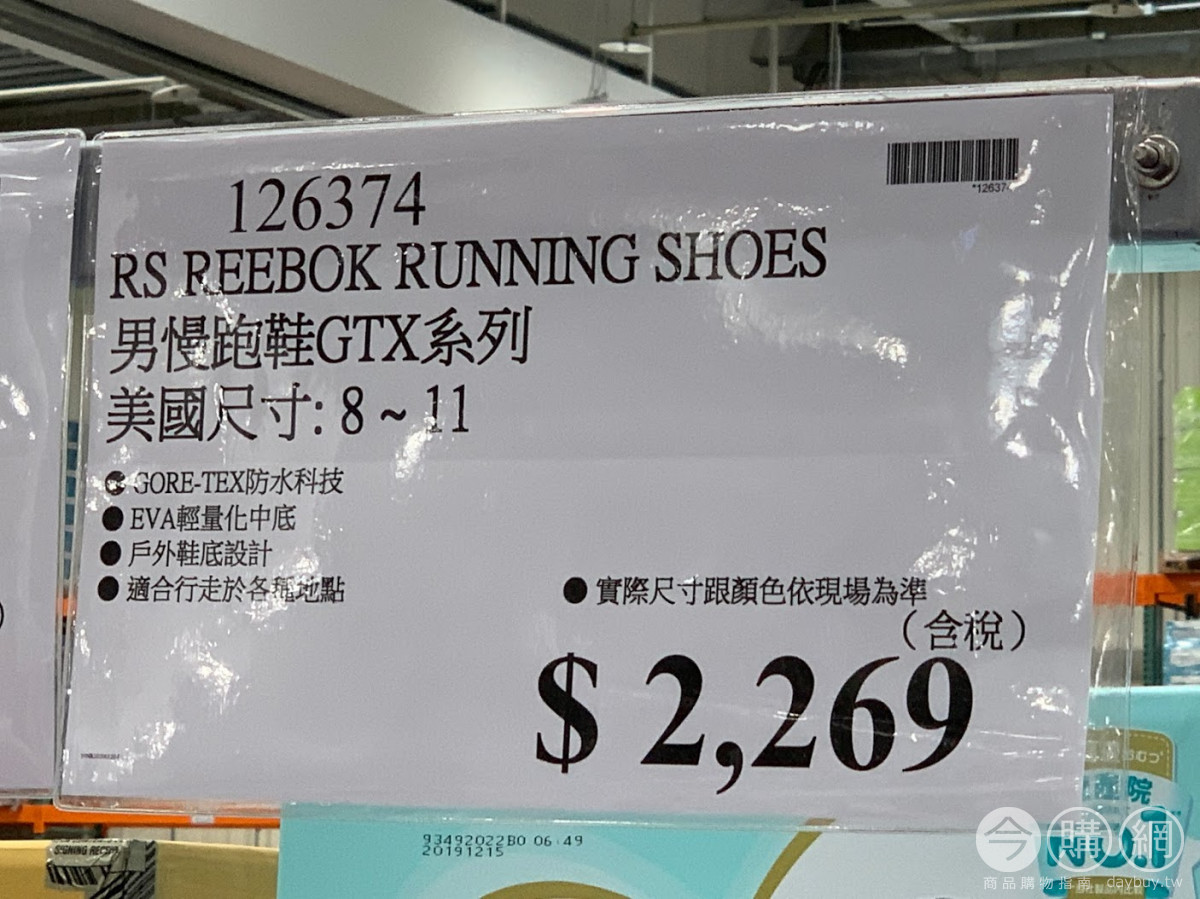 126374
*126374
RS REEBOK RUNNING SHOES
男慢跑鞋GTX系列
美國尺寸: 8 ~ 11
● GORE-TEX防水科技
● EVA輕量化中底
● 戶外鞋底設計
● 適合行走於各種地點
● 實際尺寸跟顏色依現場為準
(含稅)
$ 2,269
93492022B0 06:49
20191215
今購網
商品購物指南 daybuy.tw